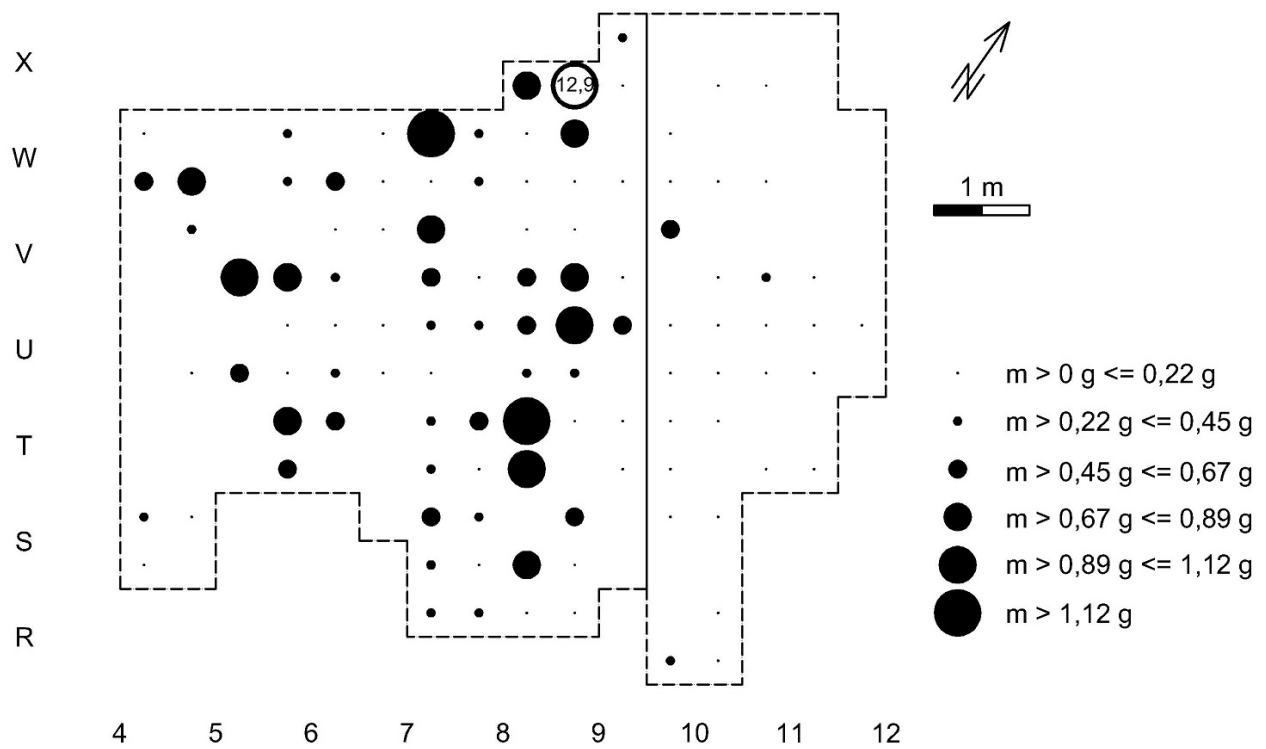 X
12,9
W
1 m
V
U
m > 0 g <= 0,22 g
m > 0,22 g <= 0,45 g
T
m > 0,45 g <= 0,67 g
m > 0,67 g <= 0,89 g
S
m > 0,89 g <= 1,12 g
m > 1,12 g
R
4 5 6 7 8 9 10 11 12